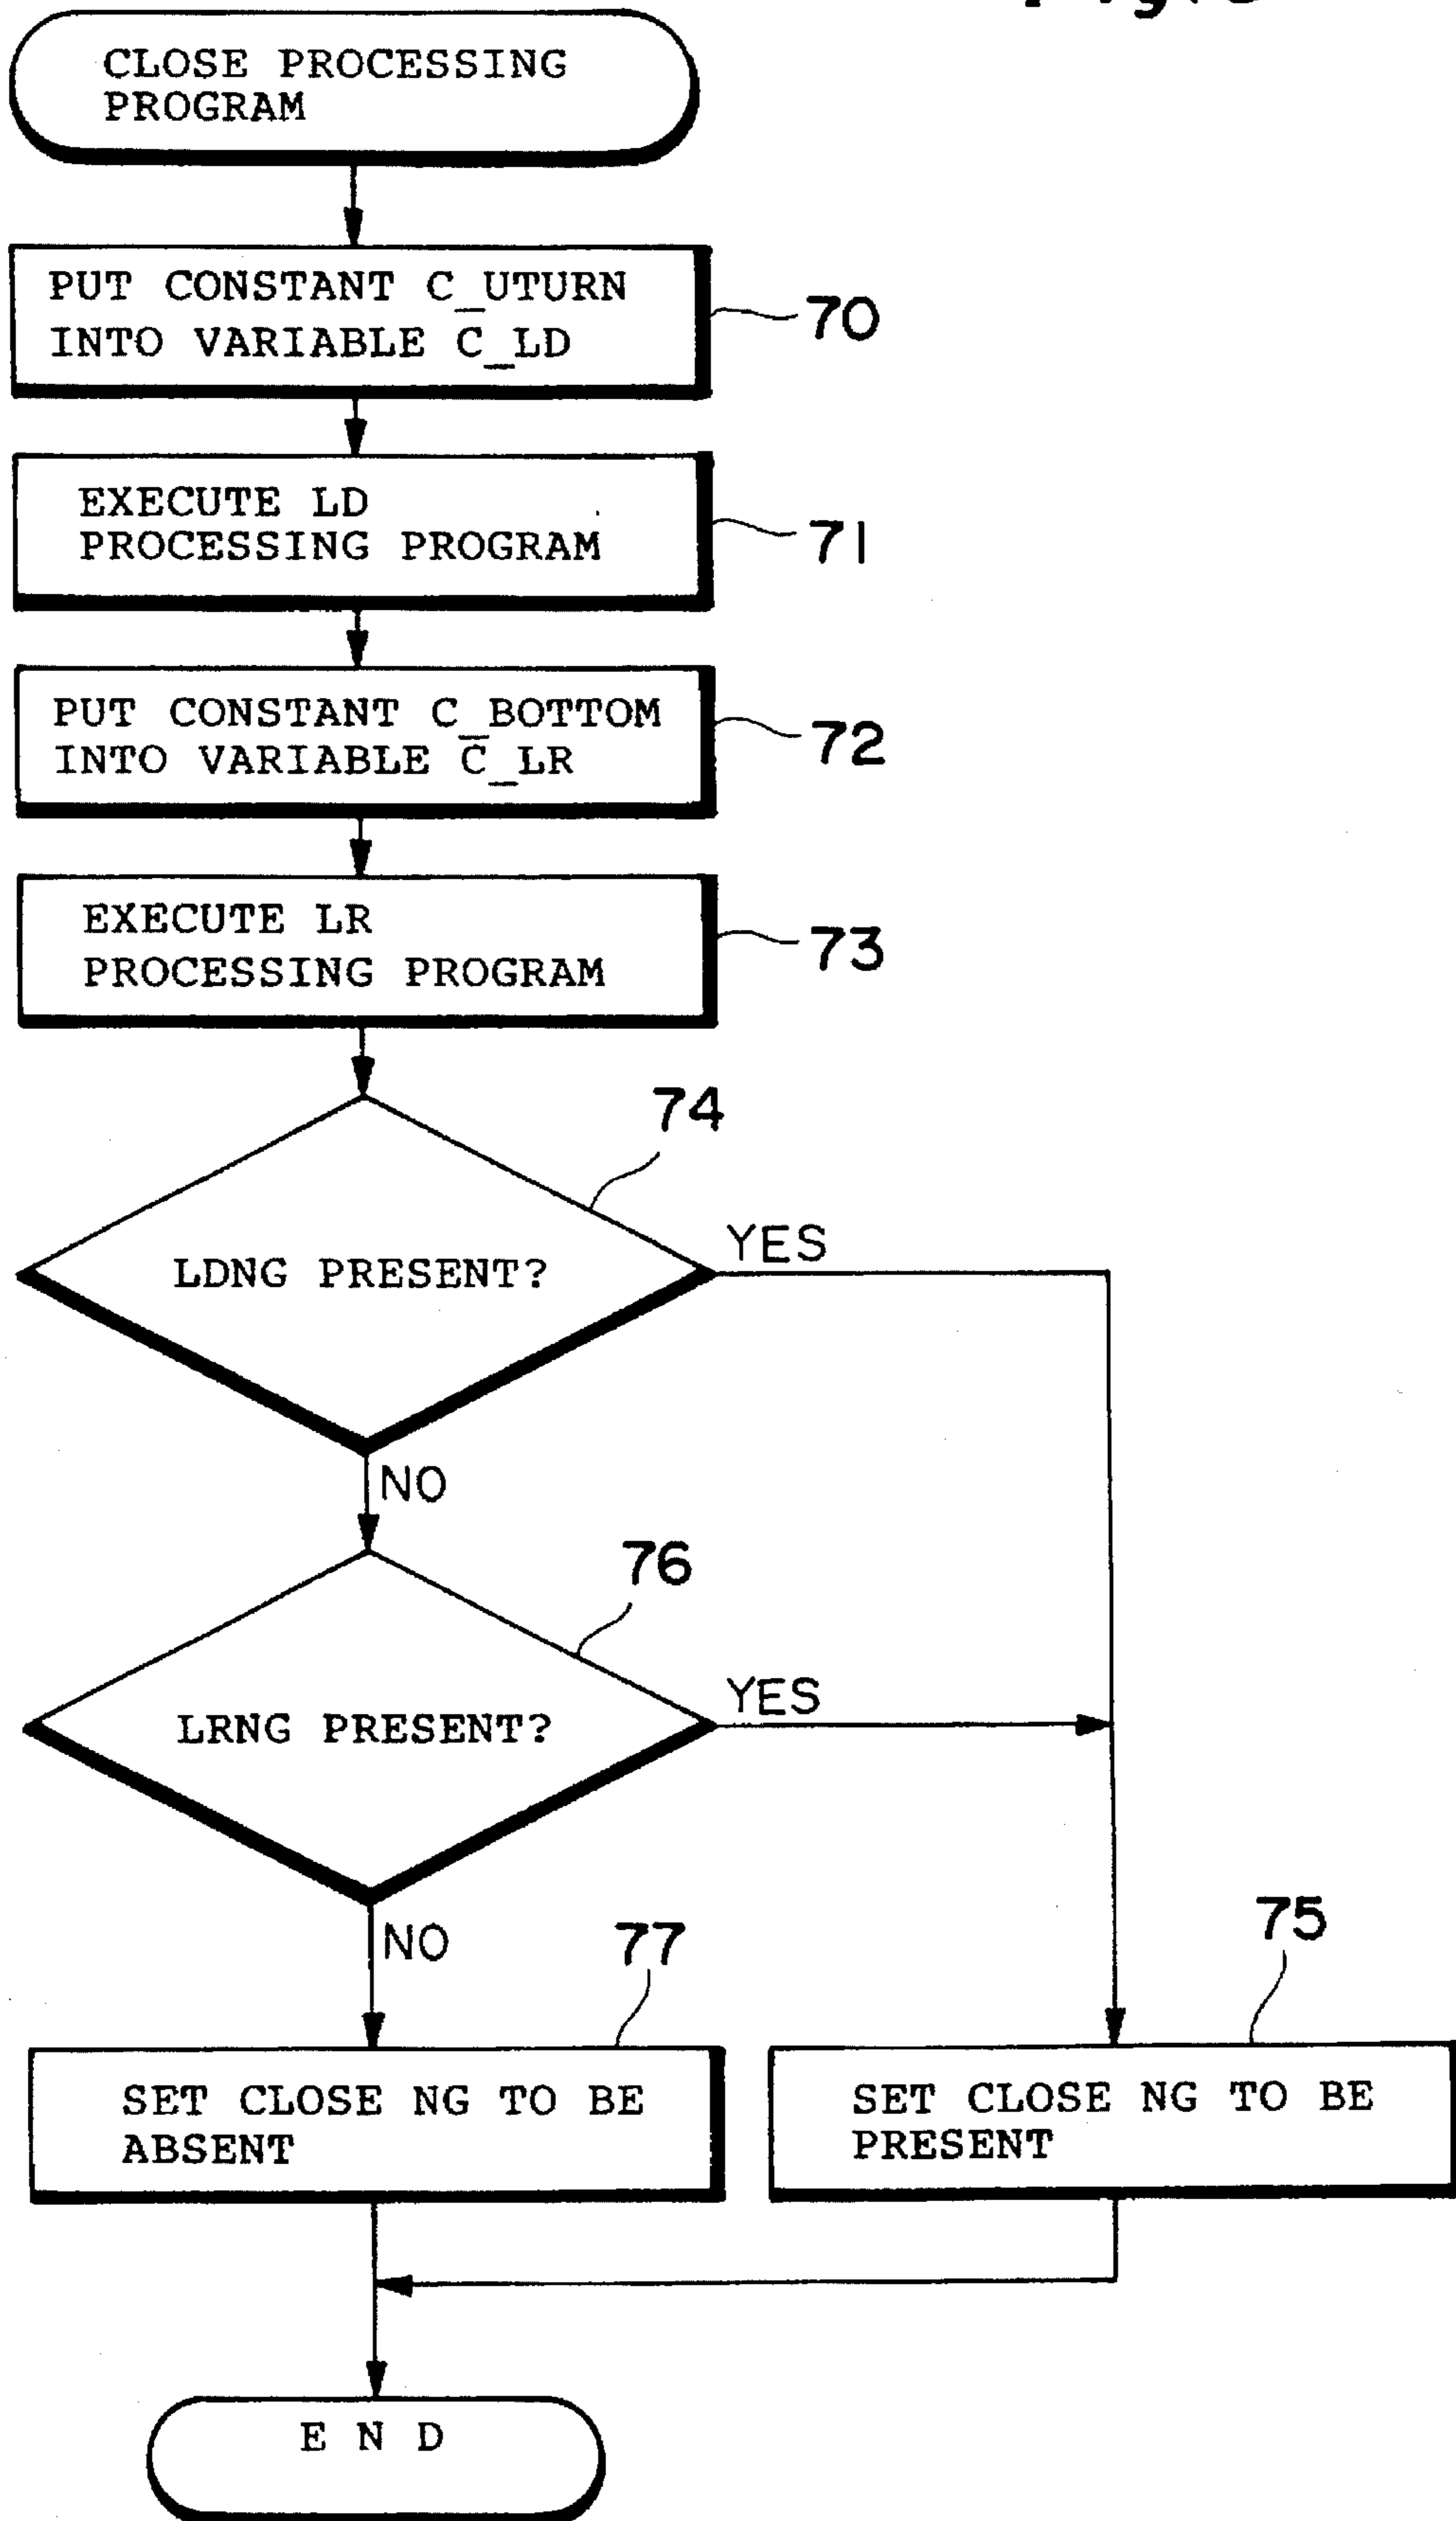 CLOSE PROCESSING
PROGRAM
PUT CONSTANT C_UTURN
INTO VARIABLE C_LD
70
EXECUTE LD
PROCESSING PROGRAM
71
PUT CONSTANT C_BOTTOM
INTO VARIABLE C_LR
72
EXECUTE LR
PROCESSING PROGRAM
73
74
LDNG PRESENT?
YES
NO
76
LRNG PRESENT?
YES
NO
77
75
SET CLOSE NG TO BE
ABSENT
SET CLOSE NG TO BE
PRESENT
E N D